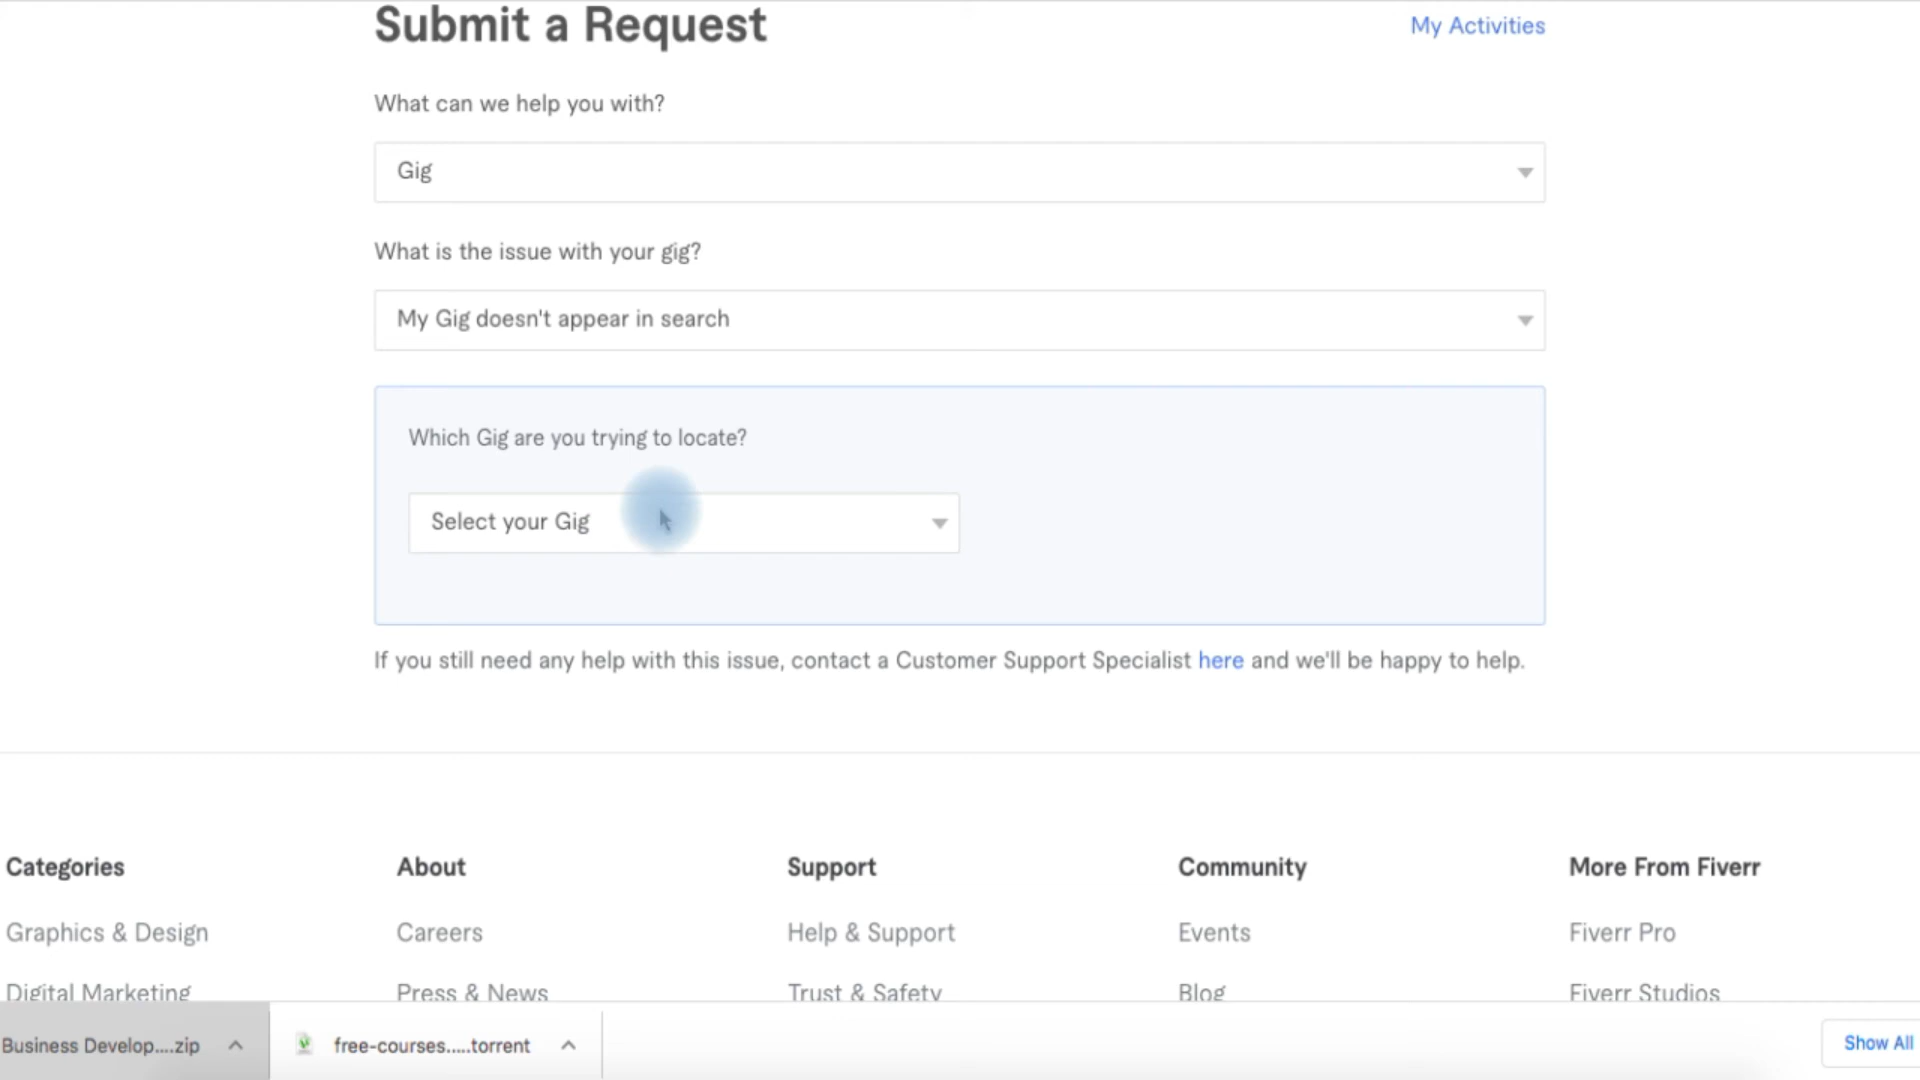 Submit a Request
My Activities
What can we help you with?
Gig
What is the issue with your gig?
My Gig doesn't appear in search
Which Gig are you trying to locate?
Select your Gig
If you still need any help with this issue, contact a Customer Support Specialist here and we'll be happy to help.
Categories
About
Support
Community
More From Fiverr
Graphics & Design
Careers
Help & Support
Events
Fiverr Pro
Digital Marketing
Press & News
Trust & Safety
Blog
Fiverr Studios
Business Develop....zip
free-courses.....torrent
Show All